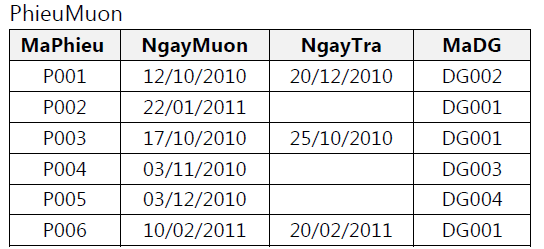 PhieuMuon
MaPhieu NgayMuon NgayTra MaDG
P001 12/10/2010 20/12/2010 DG002
P002 22/01/2011 DG001
P003 17/10/2010 25/10/2010 DG001
P004 03/11/2010 DG003
P005 03/12/2010 DG004
P006 10/02/2011 20/02/2011 DG001